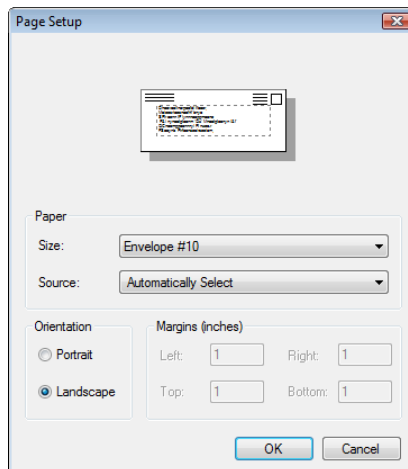 Page Setup
Paper
Size: Envelope #10
Source: Automatically Select
Orientation
Portrait
Landscape
Margins (inches)
Left: 1 Right: 1
Top: 1 Bottom: 1
OK Cancel